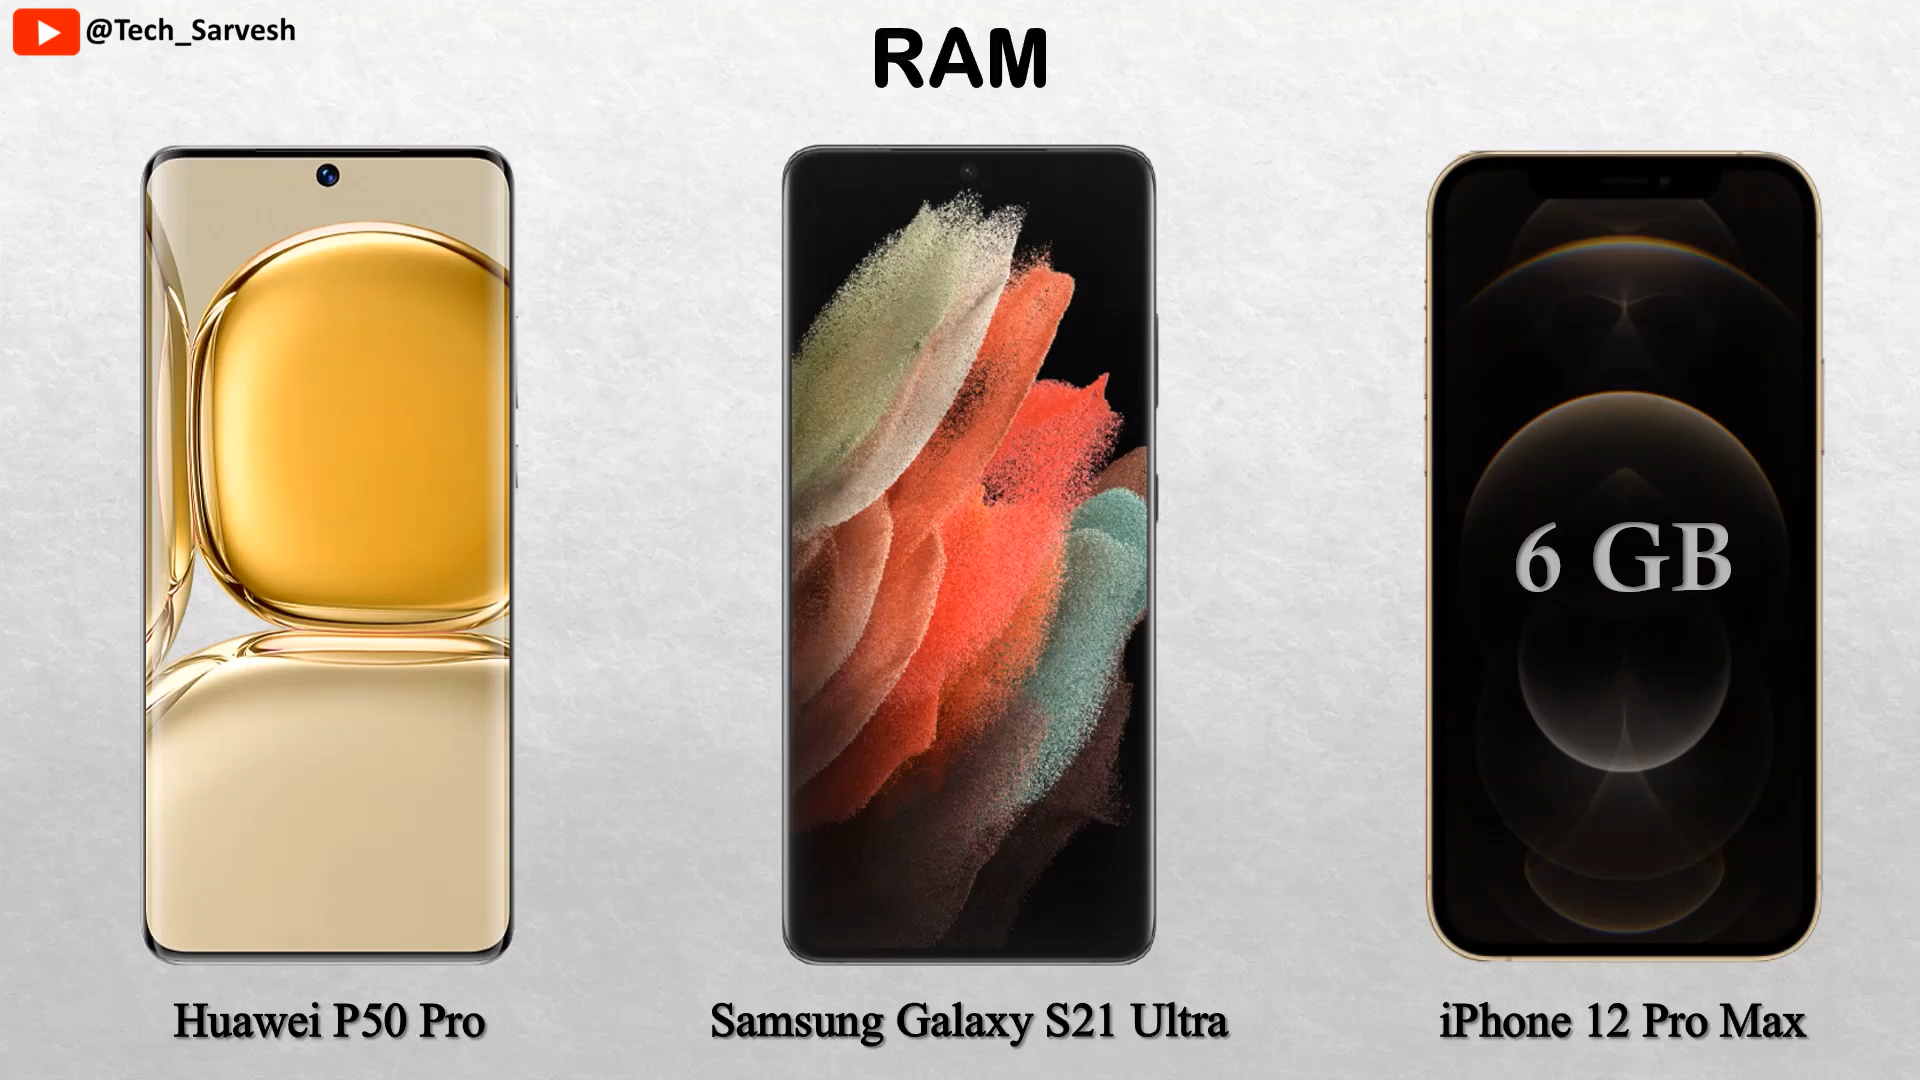 @Tech_Sarvesh
RAM
6 GB
Huawei P50 Pro
Samsung Galaxy S21 Ultra
iPhone 12 Pro Max